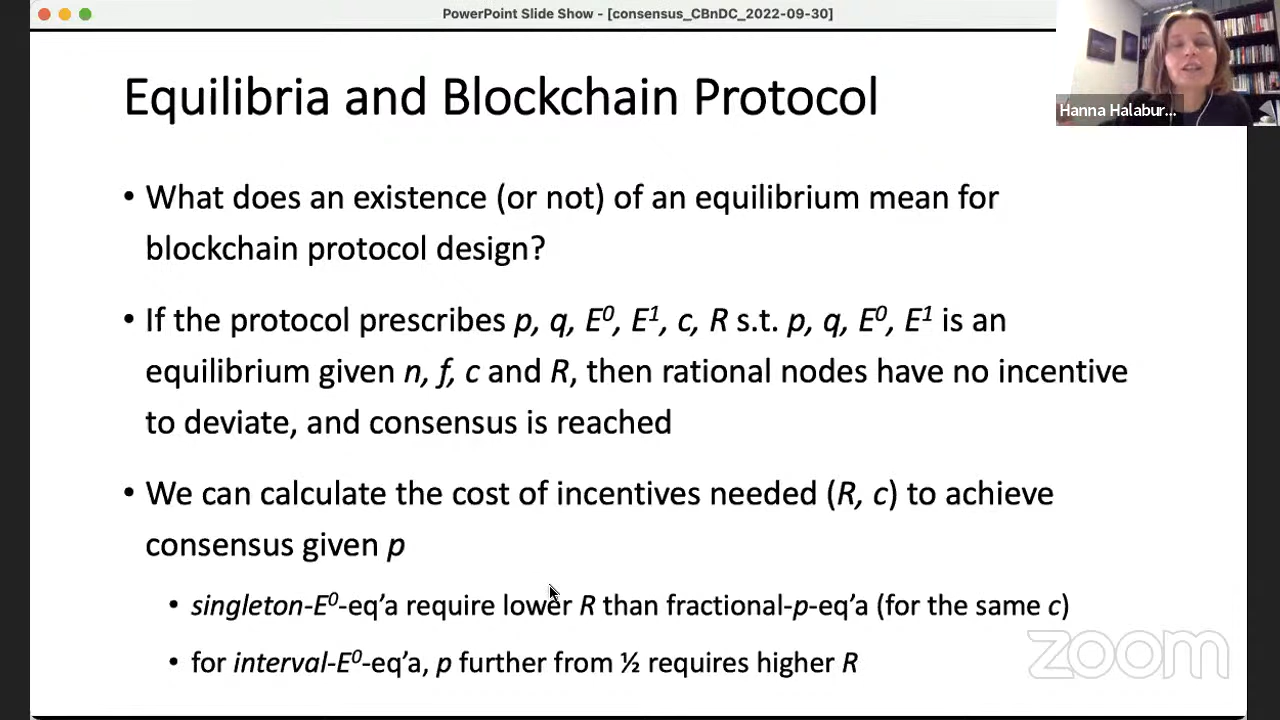 PowerPoint Slide Show - [consensus_CBnDC_2022-09-30]
Equilibria and Blockchain Protocol
Hanna Halabur...
• What does an existence (or not) of an equilibrium mean for
blockchain protocol design?
• If the protocol prescribes p, q, E⁰, E¹, c, R s.t. p, q, E⁰, E¹ is an
equilibrium given n, f, c and R, then rational nodes have no incentive
to deviate, and consensus is reached
• We can calculate the cost of incentives needed (R, c) to achieve
consensus given p
• singleton-E⁰-eq’a require lower R than fractional-p-eq’a (for the same c)
• for interval-E⁰-eq’a, p further from ½ requires higher R
zoom